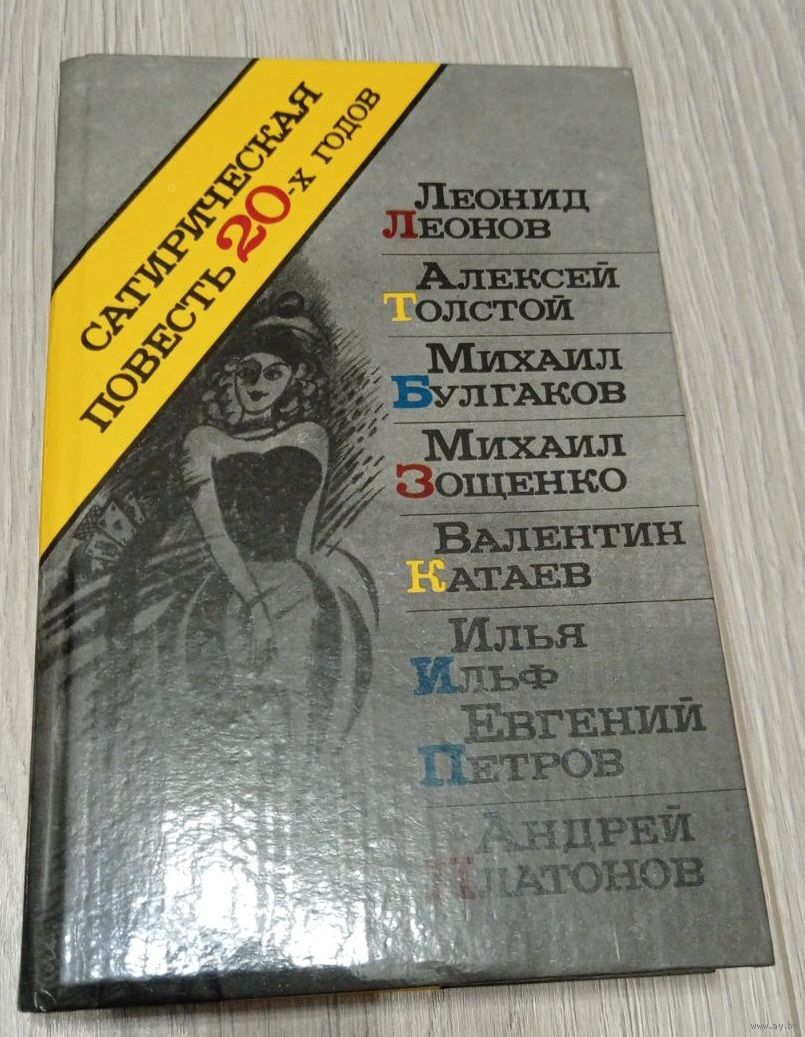 САТИРИЧЕСКАЯ
ПОВЕСТЬ 20-Х ГОДОВ
ЛЕОНИД
ЛЕОНОВ
АЛЕКСЕЙ
ТОЛСТОЙ
МИХАИЛ
БУЛГАКОВ
МИХАИЛ
ЗОЩЕНКО
ВАЛЕНТИН
КАТАЕВ
ИЛЬЯ
ИЛЬФ
ЕВГЕНИЙ
ПЕТРОВ
АНДРЕЙ
ПЛАТОНОВ